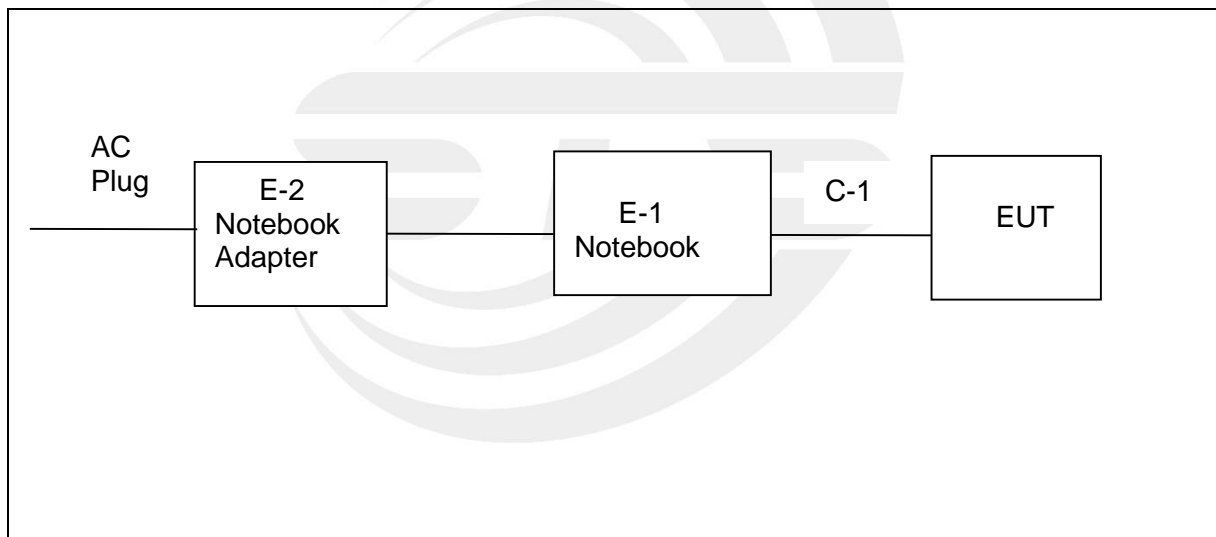 AC
Plug
E-2
Notebook
Adapter
E-1
Notebook
C-1
EUT